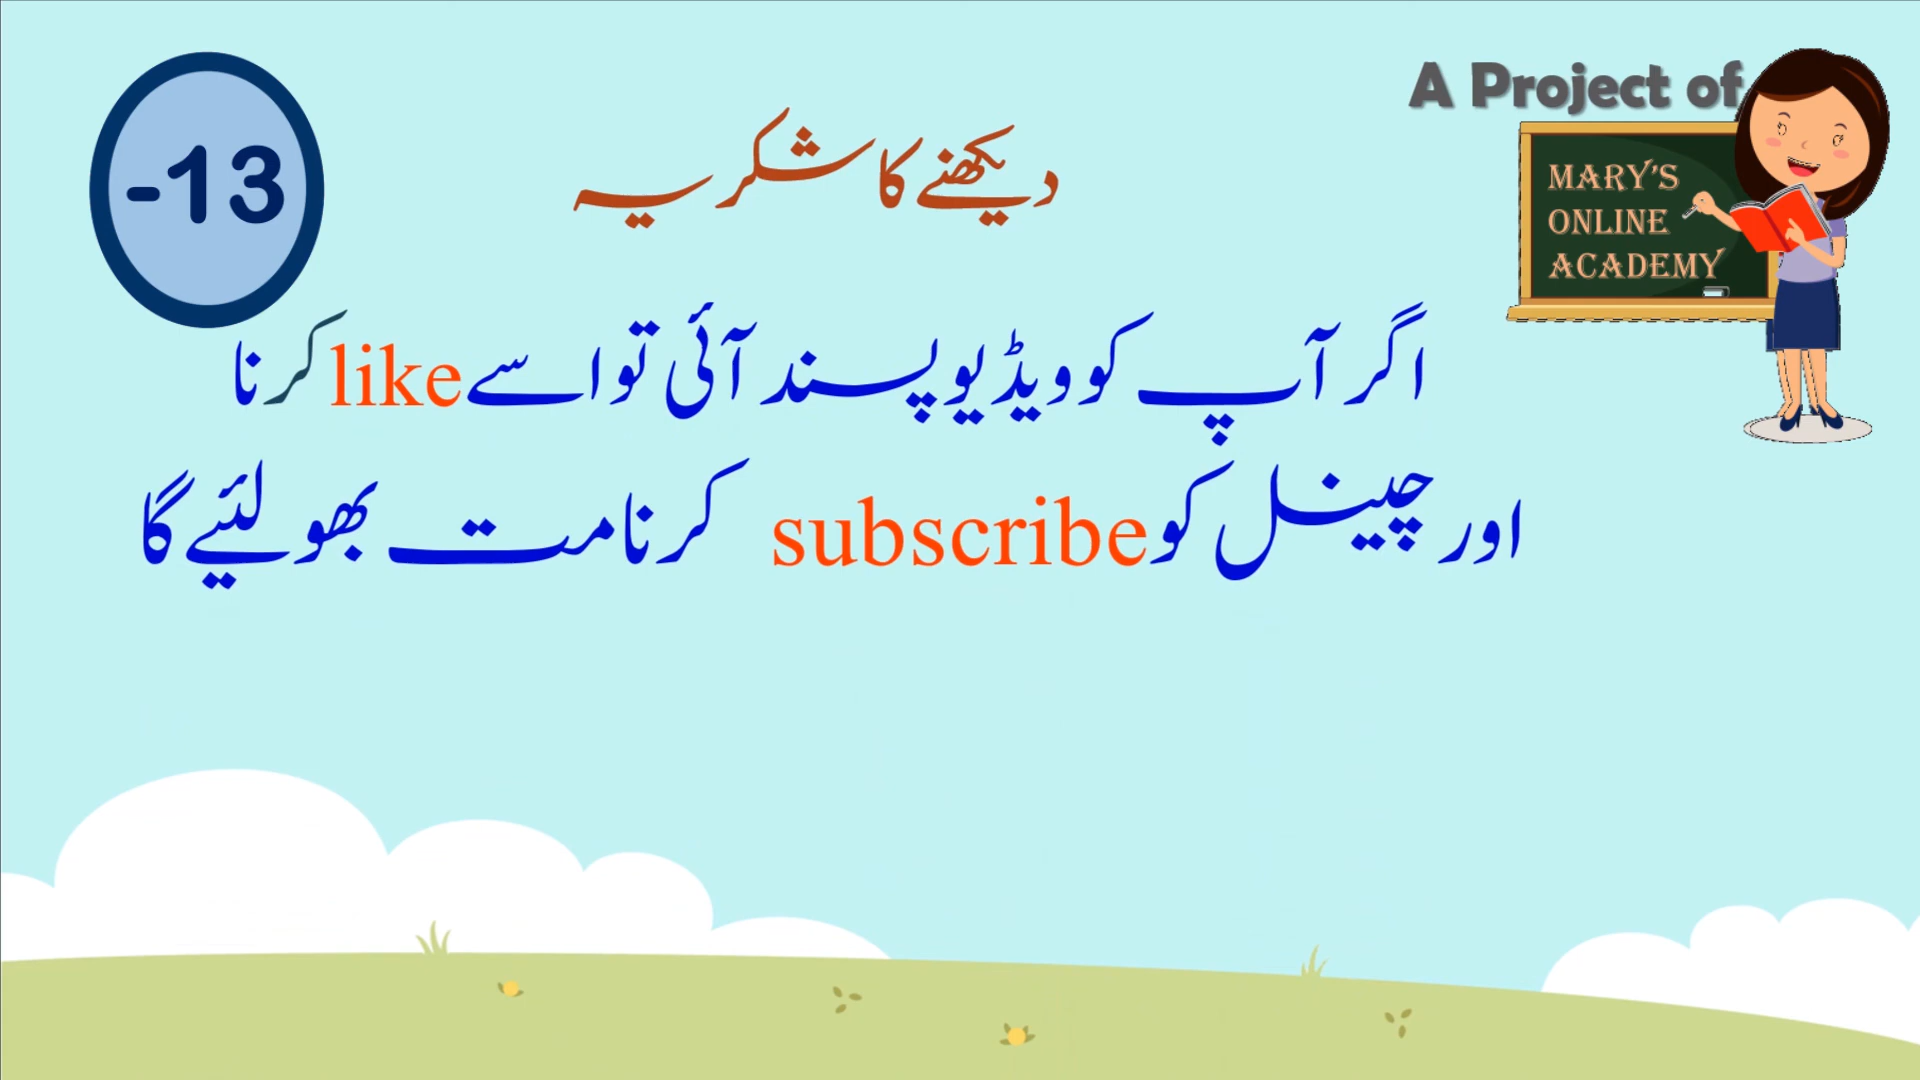 -13
A Project of
MARY'S
ONLINE
ACADEMY
دیکھنے کا شکریہ
اگر آپ کو ویڈیو پسند آئی تو اسے like کرنا
اور چینل کو subscribe کرنا مت بھولئیے گا